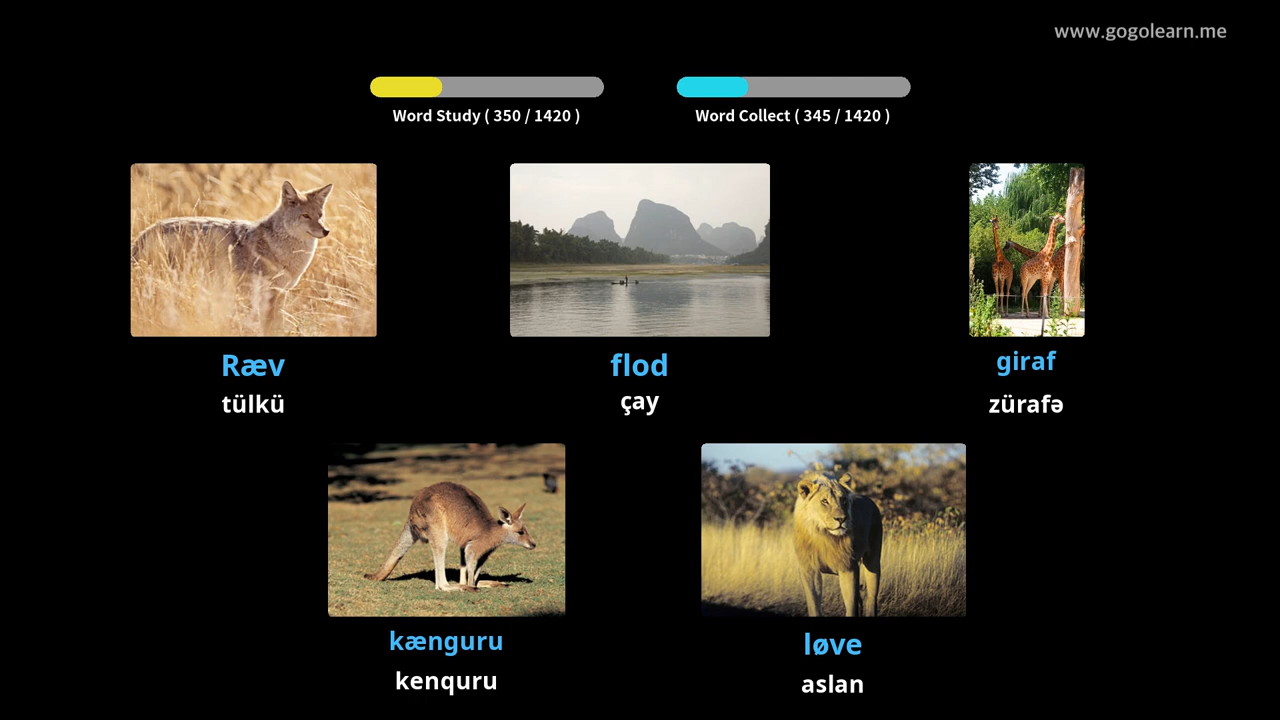 www.gogolearn.me
Word Study ( 350 / 1420 )
Word Collect ( 345 / 1420 )
Ræv
tülkü
flod
çay
giraf
zürafə
kænguru
kenquru
løve
aslan